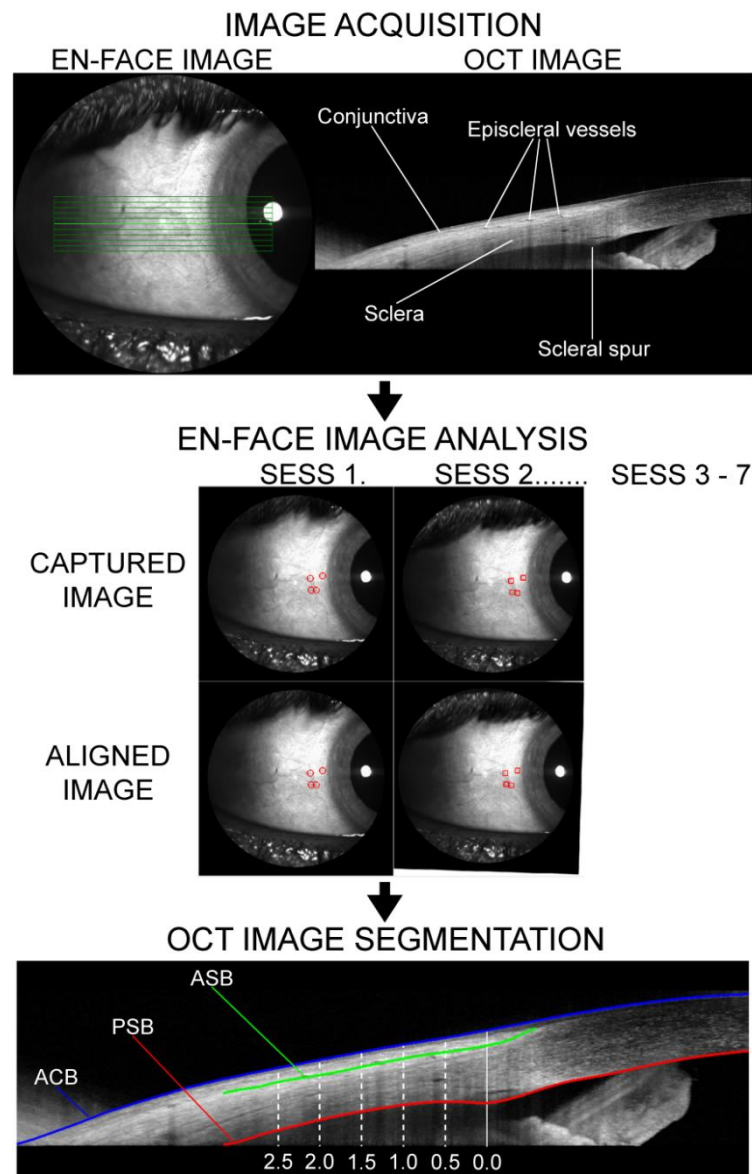 IMAGE ACQUISITION
EN-FACE IMAGE
OCT IMAGE
Conjunctiva
Episcleral vessels
Sclera
Scleral spur
EN-FACE IMAGE ANALYSIS
SESS 1.
SESS 2.......
SESS 3 - 7
CAPTURED
IMAGE
ALIGNED
IMAGE
OCT IMAGE SEGMENTATION
ASB
PSB
ACB
2.5 2.0 1.5 1.0 0.5 0.0